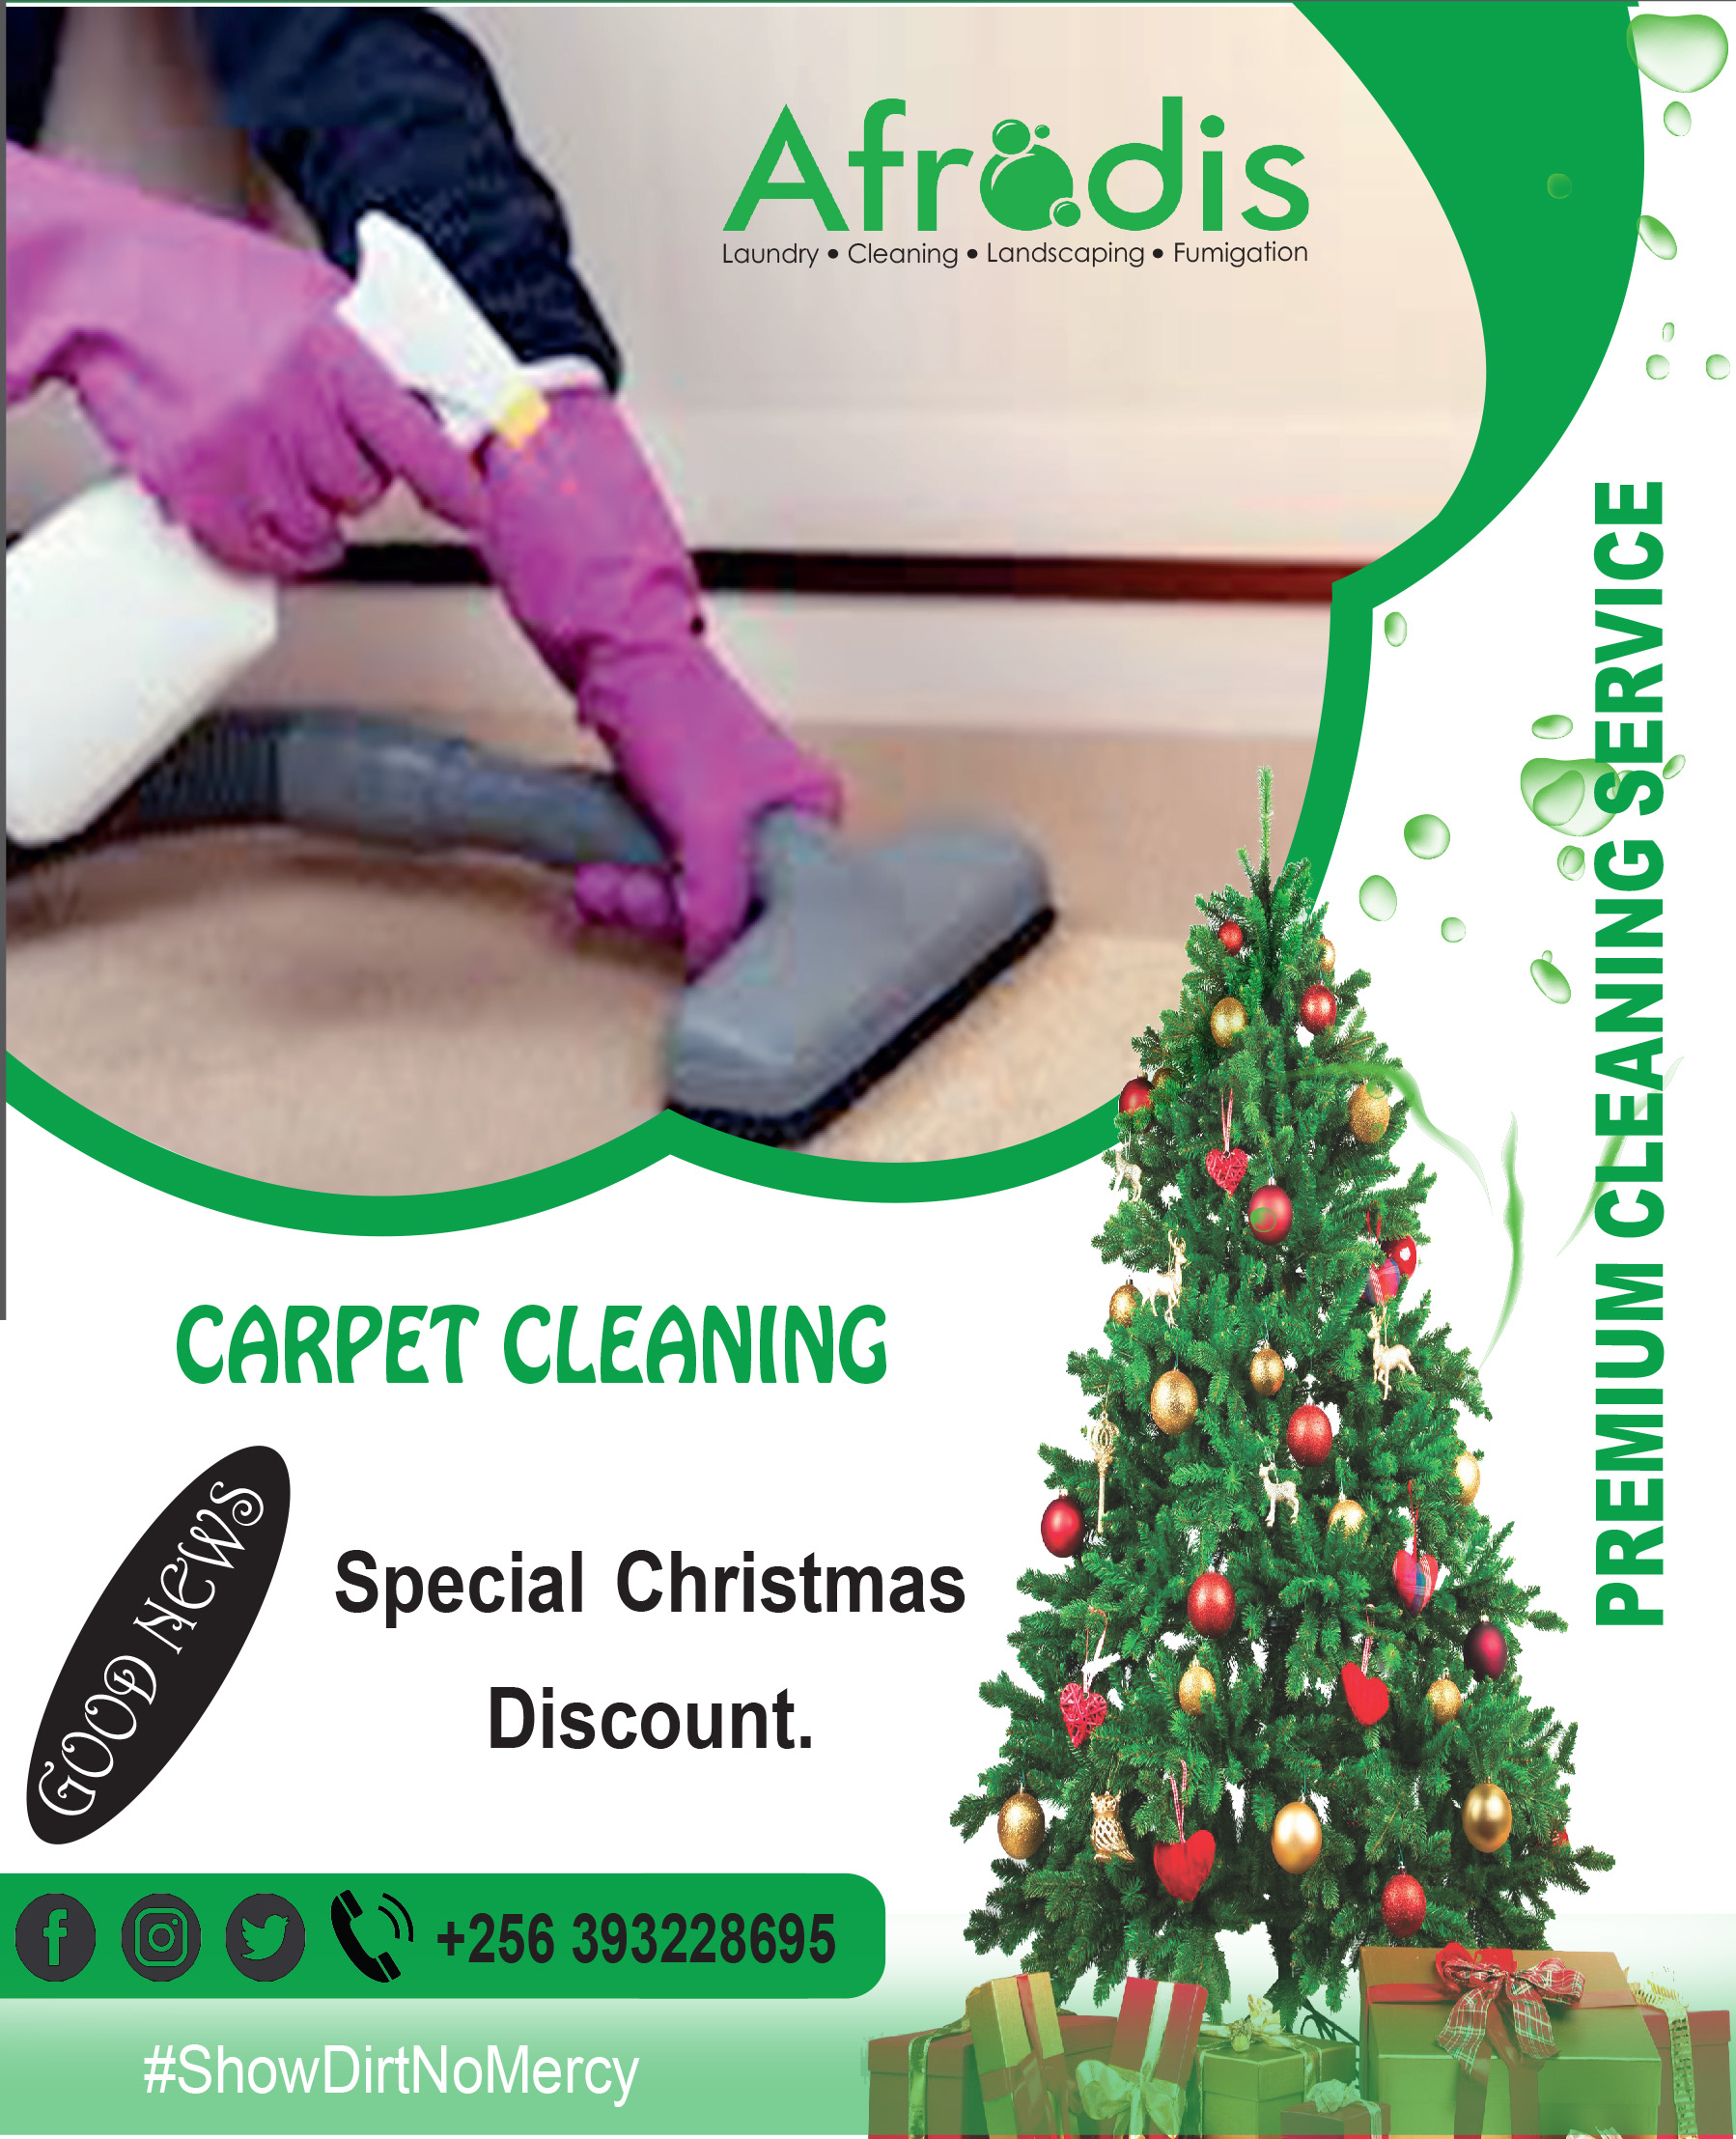 Afrodis
Laundry • Cleaning • Landscaping • Fumigation
PREMIUM CLEANING SERVICE
CARPET CLEANING
GOOD NEWS
Special Christmas
Discount.
+256 393228695
#ShowDirtNoMercy